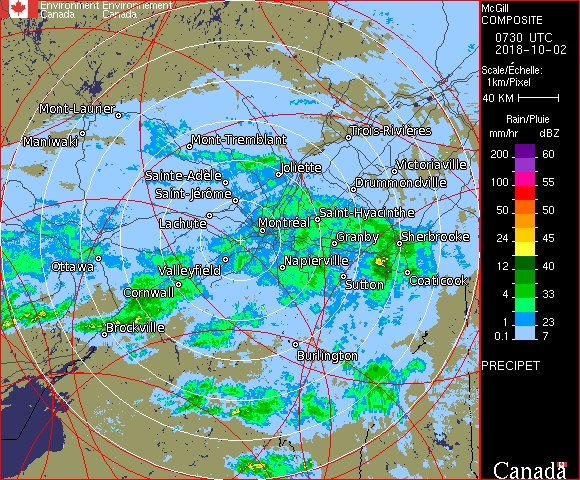 Environment Environnement
Canada Canada
McGill
COMPOSITE
0730 UTC
2018-10-02
Scale/Échelle:
1km/Pixel
40 KM
Rain/Pluie
mm/hr dBZ
200 60
100 55
50 50
24 45
12 40
4 33
1 23
0.1 7
PRECIPET
Canada
Mont-Laurier
Maniwaki
Mont-Tremblant
Trois-Rivières
Joliette
Victoriaville
Sainte-Adèle
Drummondville
Saint-Jérôme
Saint-Hyacinthe
Lachute
Montréal
Granby
Sherbrooke
Ottawa
Valleyfield
Napierville
Coaticook
Sutton
Cornwall
Brockville
Burlington